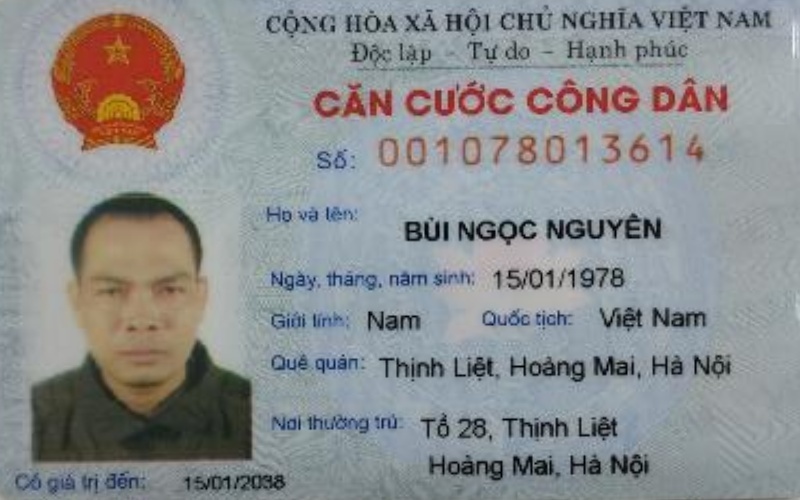 CỘNG HÒA XÃ HỘI CHỦ NGHĨA VIỆT NAM
Độc lập - Tự do - Hạnh phúc
CĂN CƯỚC CÔNG DÂN
Số: 001078013614
Họ và tên: BÙI NGỌC NGUYÊN
Ngày, tháng, năm sinh: 15/01/1978
Giới tính: Nam Quốc tịch: Việt Nam
Quê quán: Thịnh Liệt, Hoàng Mai, Hà Nội
Nơi thường trú: Tổ 28, Thịnh Liệt
Hoàng Mai, Hà Nội
Có giá trị đến: 15/01/2038